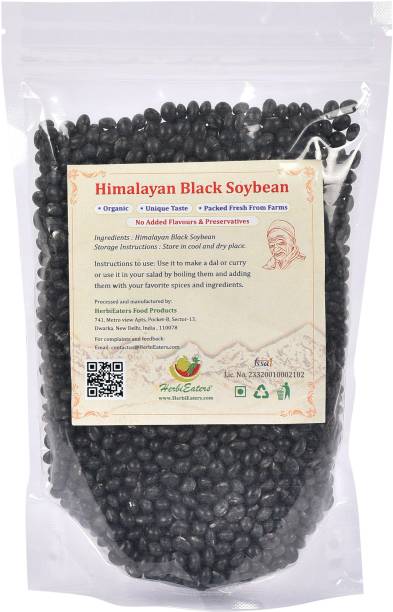 Himalayan Black Soybean
• Organic • Unique Taste • Packed Fresh From Farms
No Added Flavours & Preservatives
Ingredients : Himalayan Black Soybean
Storage Instructions : Store in cool and dry place.
Instructions to use: Use it to make a dal or curry
or use it in your salad by boiling them and adding
them with your favorite spices and ingredients.
Processed and manufactured by:
HerbiEaters Food Products
741, Metro view Apts, Pocket-B, Sector-13,
Dwarka, New Delhi, India , 110078
For complaints and feedback:
Email: contactus@HerbiEaters.com
fssai
Lic. No. 23320010002102
HerbiEaters
www.HerbiEaters.com